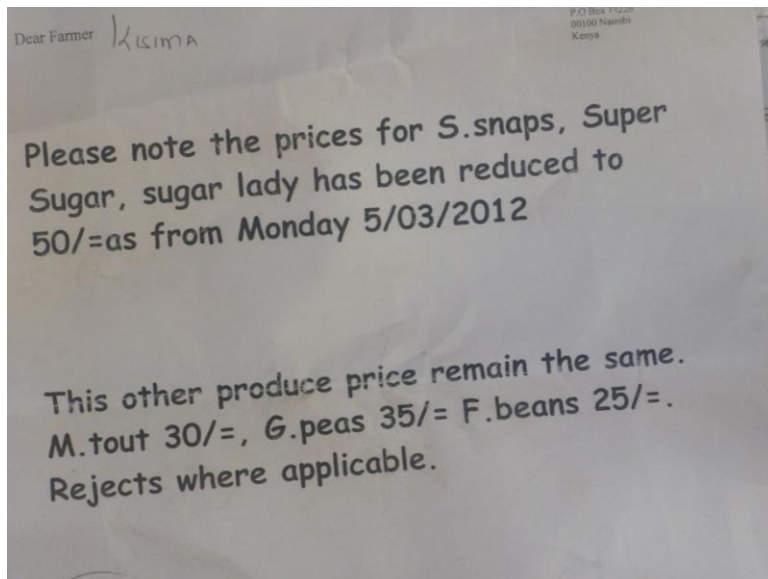 P.O Box
00100 Nairobi
Kenya
Dear Farmer Kisima
Please note the prices for S.snaps, Super
Sugar, sugar lady has been reduced to
50/=as from Monday 5/03/2012
This other produce price remain the same.
M.tout 30/=, G.peas 35/= F.beans 25/=.
Rejects where applicable.